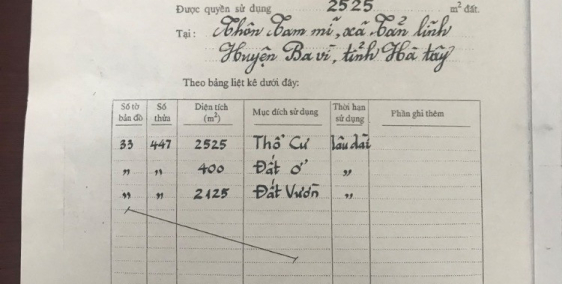 Được quyền sử dụng 2525 m² đất.
Tại: Thôn Tam mĩ, xã Tản lĩnh
Huyện Ba vì, tỉnh Hà tây
Theo bảng liệt kê dưới đây:
Số tờ bản đồ | Số thửa | Diện tích (m²) | Mục đích sử dụng | Thời hạn sử dụng | Phần ghi thêm
33 | 447 | 2525 | Thổ Cư | lâu dài
" | " | 400 | Đất ở | "
" | " | 2125 | Đất Vườn | "